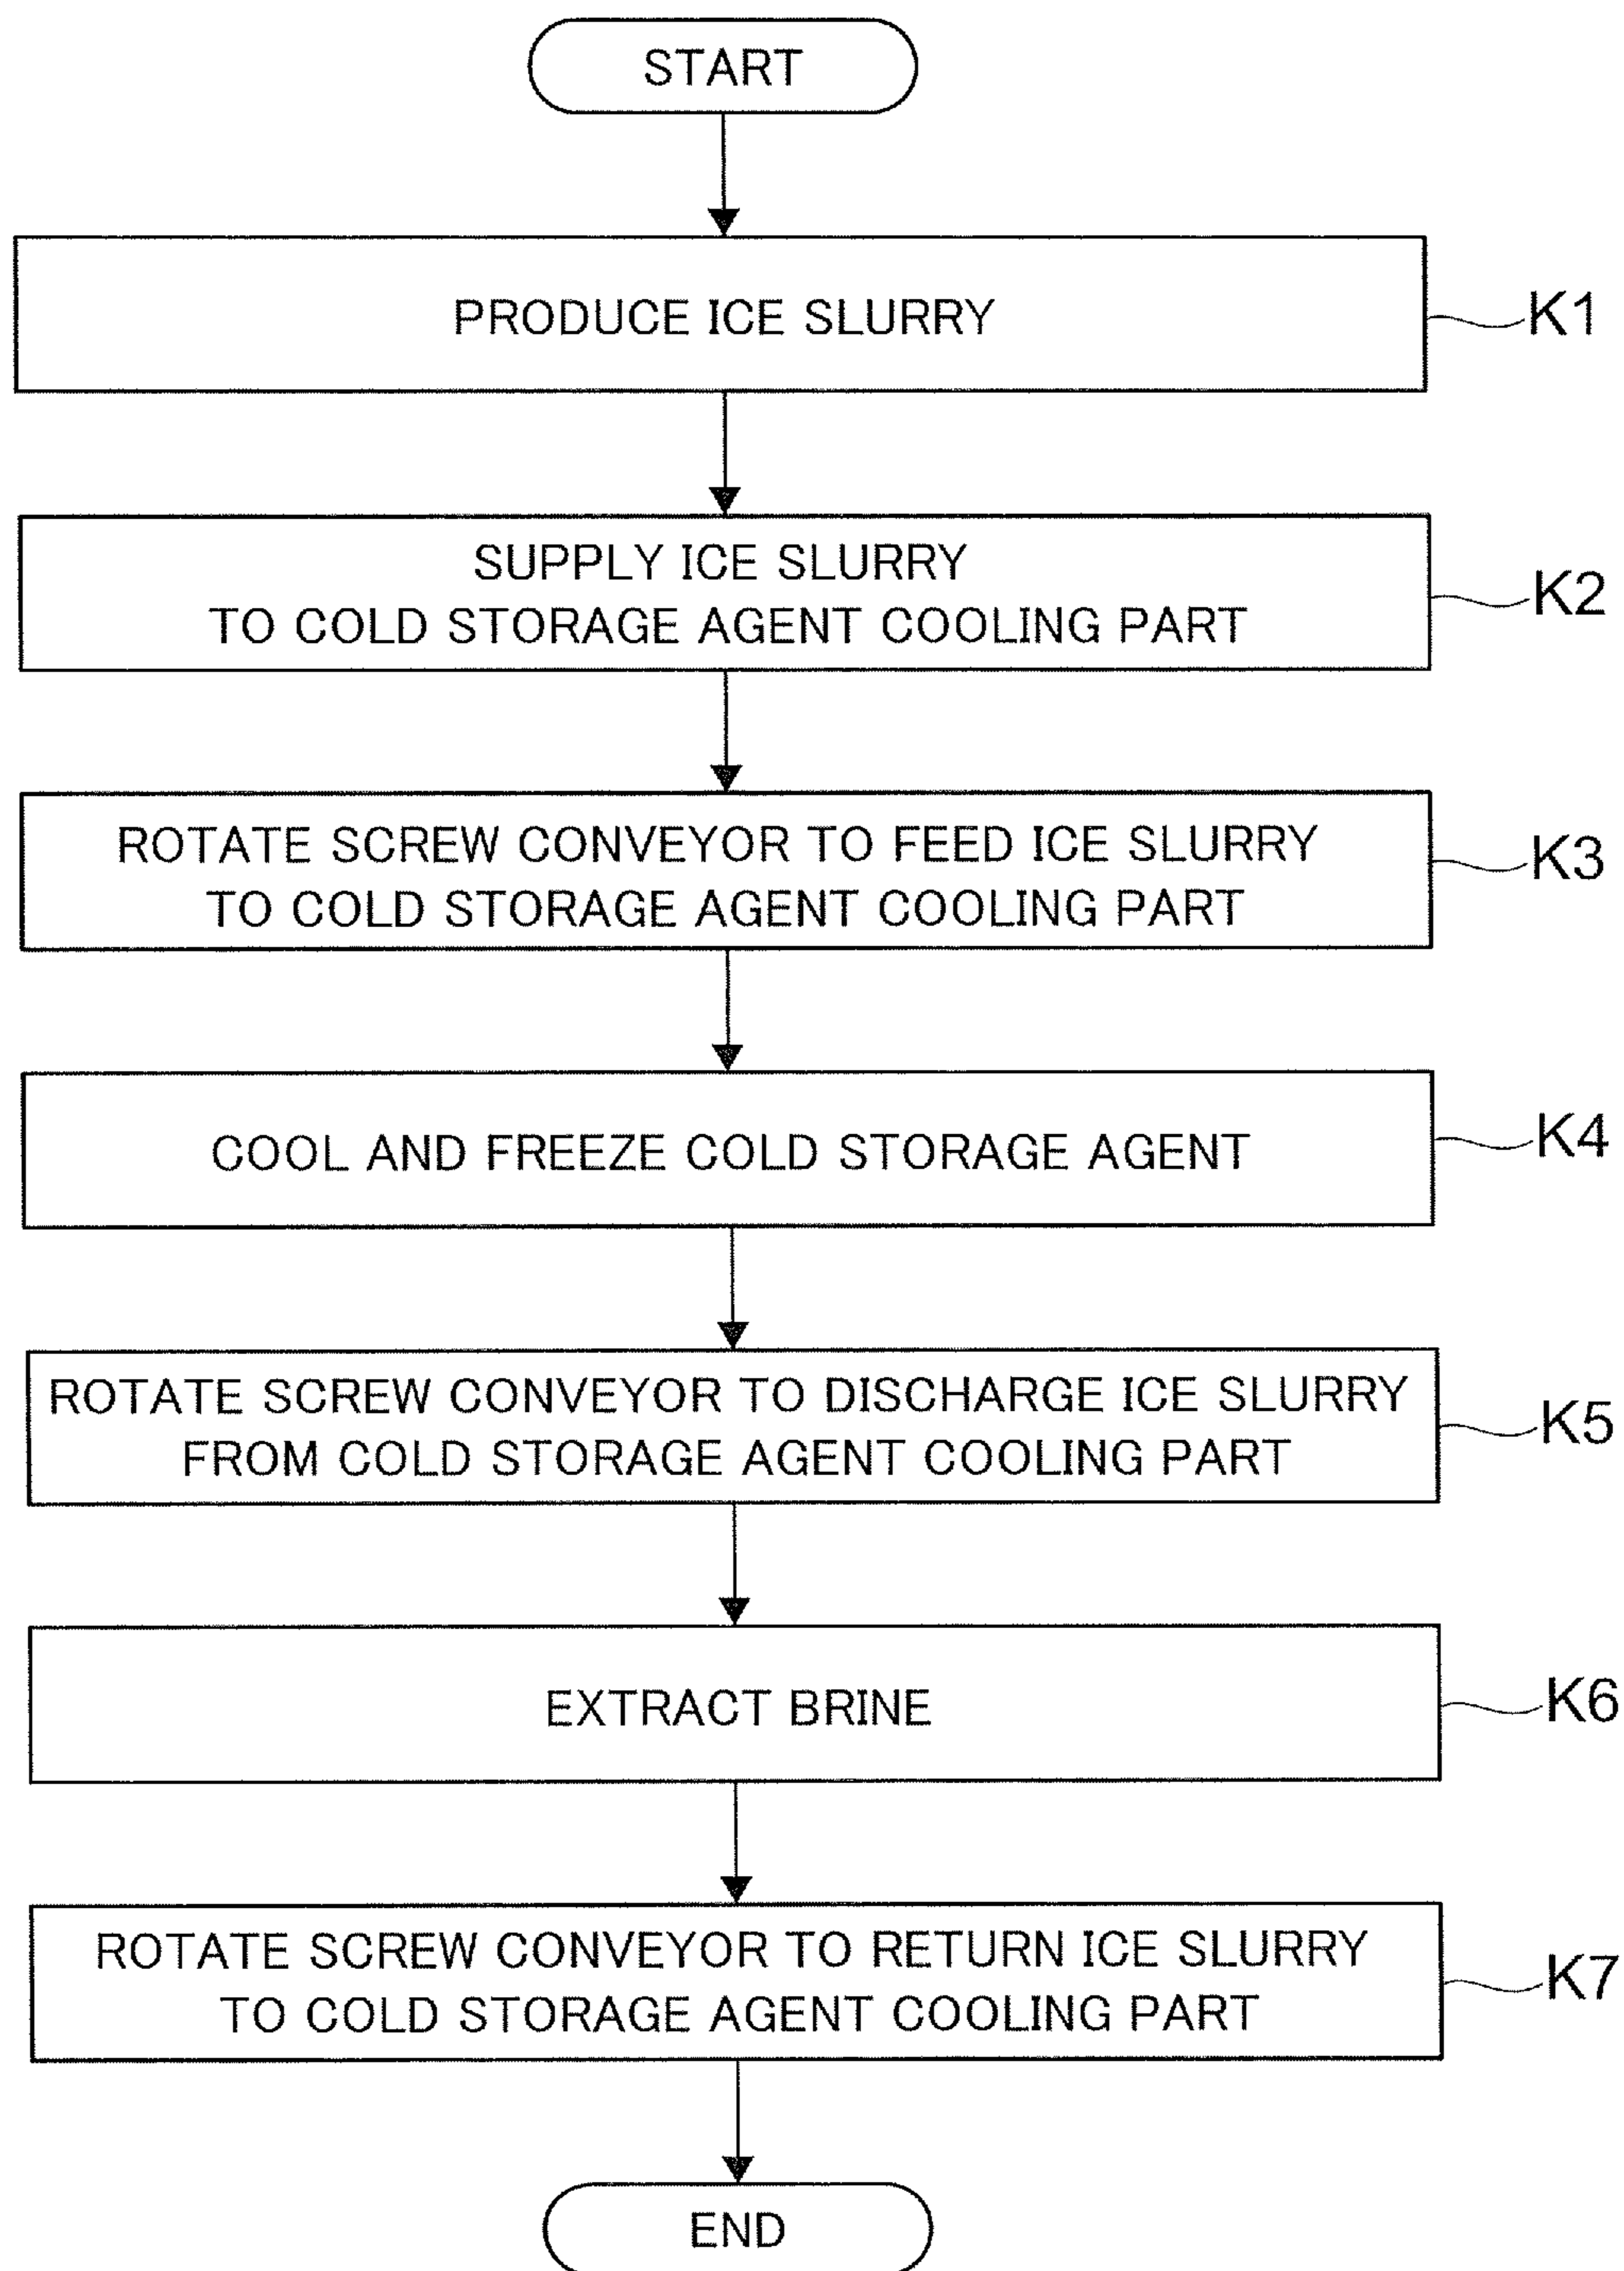 START
PRODUCE ICE SLURRY
K1
SUPPLY ICE SLURRY
TO COLD STORAGE AGENT COOLING PART
K2
ROTATE SCREW CONVEYOR TO FEED ICE SLURRY
TO COLD STORAGE AGENT COOLING PART
K3
COOL AND FREEZE COLD STORAGE AGENT
K4
ROTATE SCREW CONVEYOR TO DISCHARGE ICE SLURRY
FROM COLD STORAGE AGENT COOLING PART
K5
EXTRACT BRINE
K6
ROTATE SCREW CONVEYOR TO RETURN ICE SLURRY
TO COLD STORAGE AGENT COOLING PART
K7
END